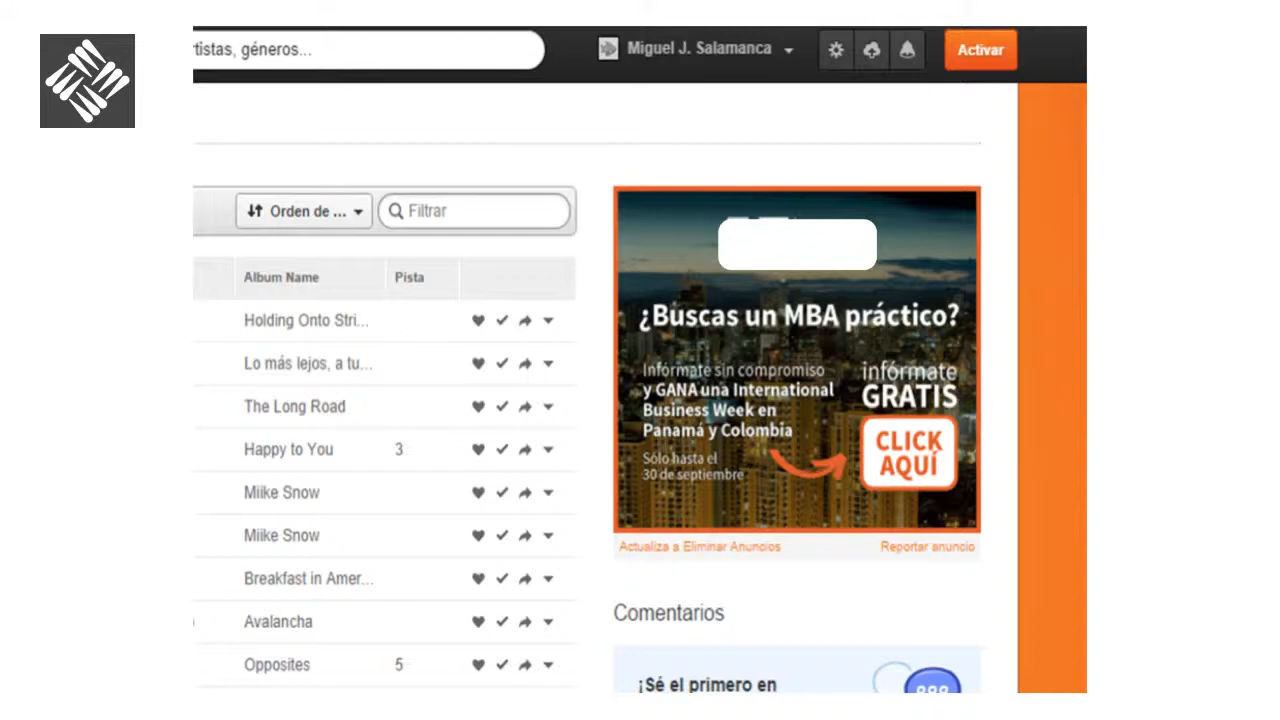 rtistas, géneros...
Miguel J. Salamanca
Activar
Orden de ...
Filtrar
Album Name
Pista
Holding Onto Stri...
Lo más lejos, a tu...
The Long Road
Happy to You
3
Miike Snow
Miike Snow
Breakfast in Amer...
Avalancha
Opposites
5
¿Buscas un MBA práctico?
Infórmate sin compromiso
y GANA una International
Business Week en
Panamá y Colombia
Sólo hasta el
30 de septiembre
infórmate
GRATIS
CLICK
AQUÍ
Actualiza a Eliminar Anuncios
Reportar anuncio
Comentarios
¡Sé el primero en